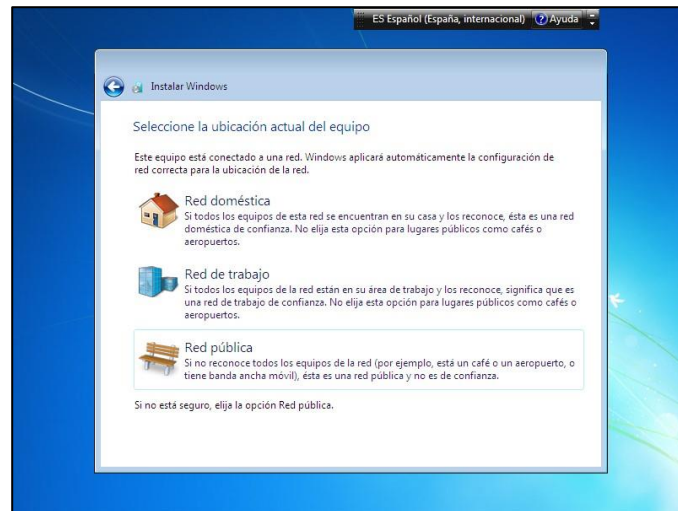 ES Español (España, internacional) Ayuda
Instalar Windows
Seleccione la ubicación actual del equipo
Este equipo está conectado a una red. Windows aplicará automáticamente la configuración de
red correcta para la ubicación de la red.
Red doméstica
Si todos los equipos de esta red se encuentran en su casa y los reconoce, ésta es una red
doméstica de confianza. No elija esta opción para lugares públicos como cafés o
aeropuertos.
Red de trabajo
Si todos los equipos de la red están en su área de trabajo y los reconoce, significa que es
una red de trabajo de confianza. No elija esta opción para lugares públicos como cafés o
aeropuertos.
Red pública
Si no reconoce todos los equipos de la red (por ejemplo, está un café o un aeropuerto, o
tiene banda ancha móvil), ésta es una red pública y no es de confianza.
Si no está seguro, elija la opción Red pública.